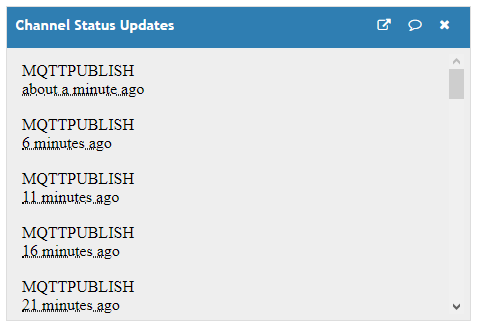 Channel Status Updates
MQTTPUBLISH
about a minute ago
MQTTPUBLISH
6 minutes ago
MQTTPUBLISH
11 minutes ago
MQTTPUBLISH
16 minutes ago
MQTTPUBLISH
21 minutes ago